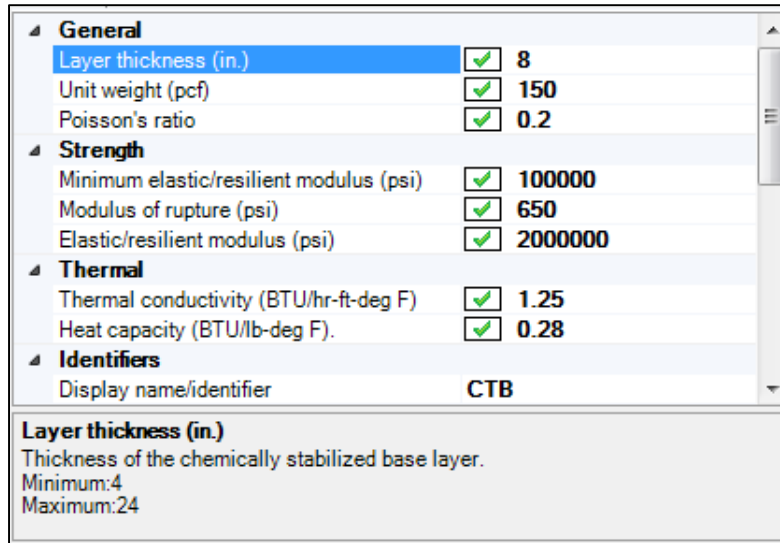 General
Layer thickness (in.) 8
Unit weight (pcf) 150
Poisson's ratio 0.2
Strength
Minimum elastic/resilient modulus (psi) 100000
Modulus of rupture (psi) 650
Elastic/resilient modulus (psi) 2000000
Thermal
Thermal conductivity (BTU/hr-ft-deg F) 1.25
Heat capacity (BTU/lb-deg F). 0.28
Identifiers
Display name/identifier CTB
Layer thickness (in.)
Thickness of the chemically stabilized base layer.
Minimum:4
Maximum:24